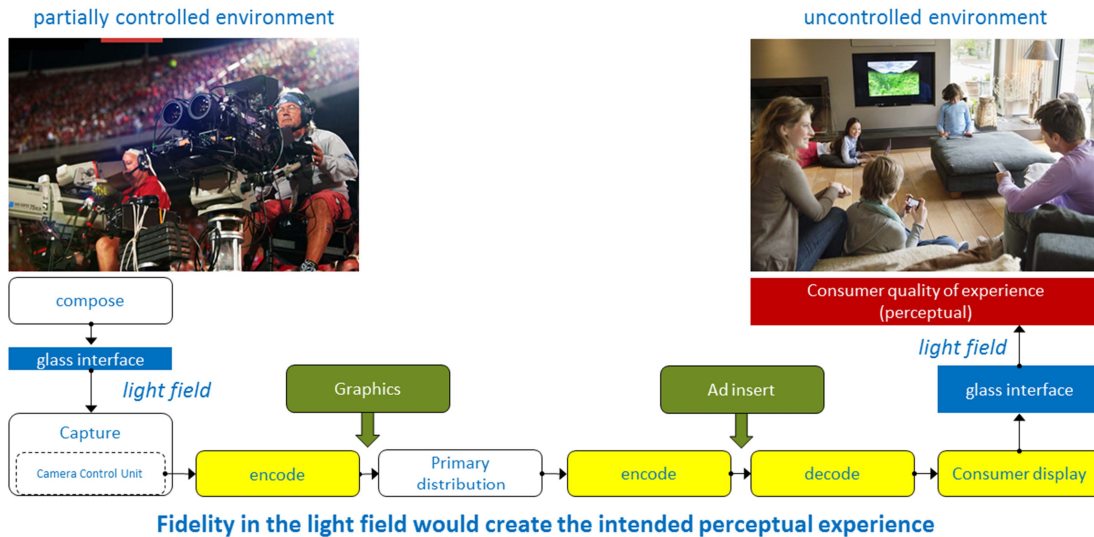 partially controlled environment
uncontrolled environment
compose
glass interface
light field
Capture
Camera Control Unit
encode
Graphics
Primary
distribution
encode
Ad insert
decode
Consumer display
glass interface
light field
Consumer quality of experience
(perceptual)
Fidelity in the light field would create the intended perceptual experience